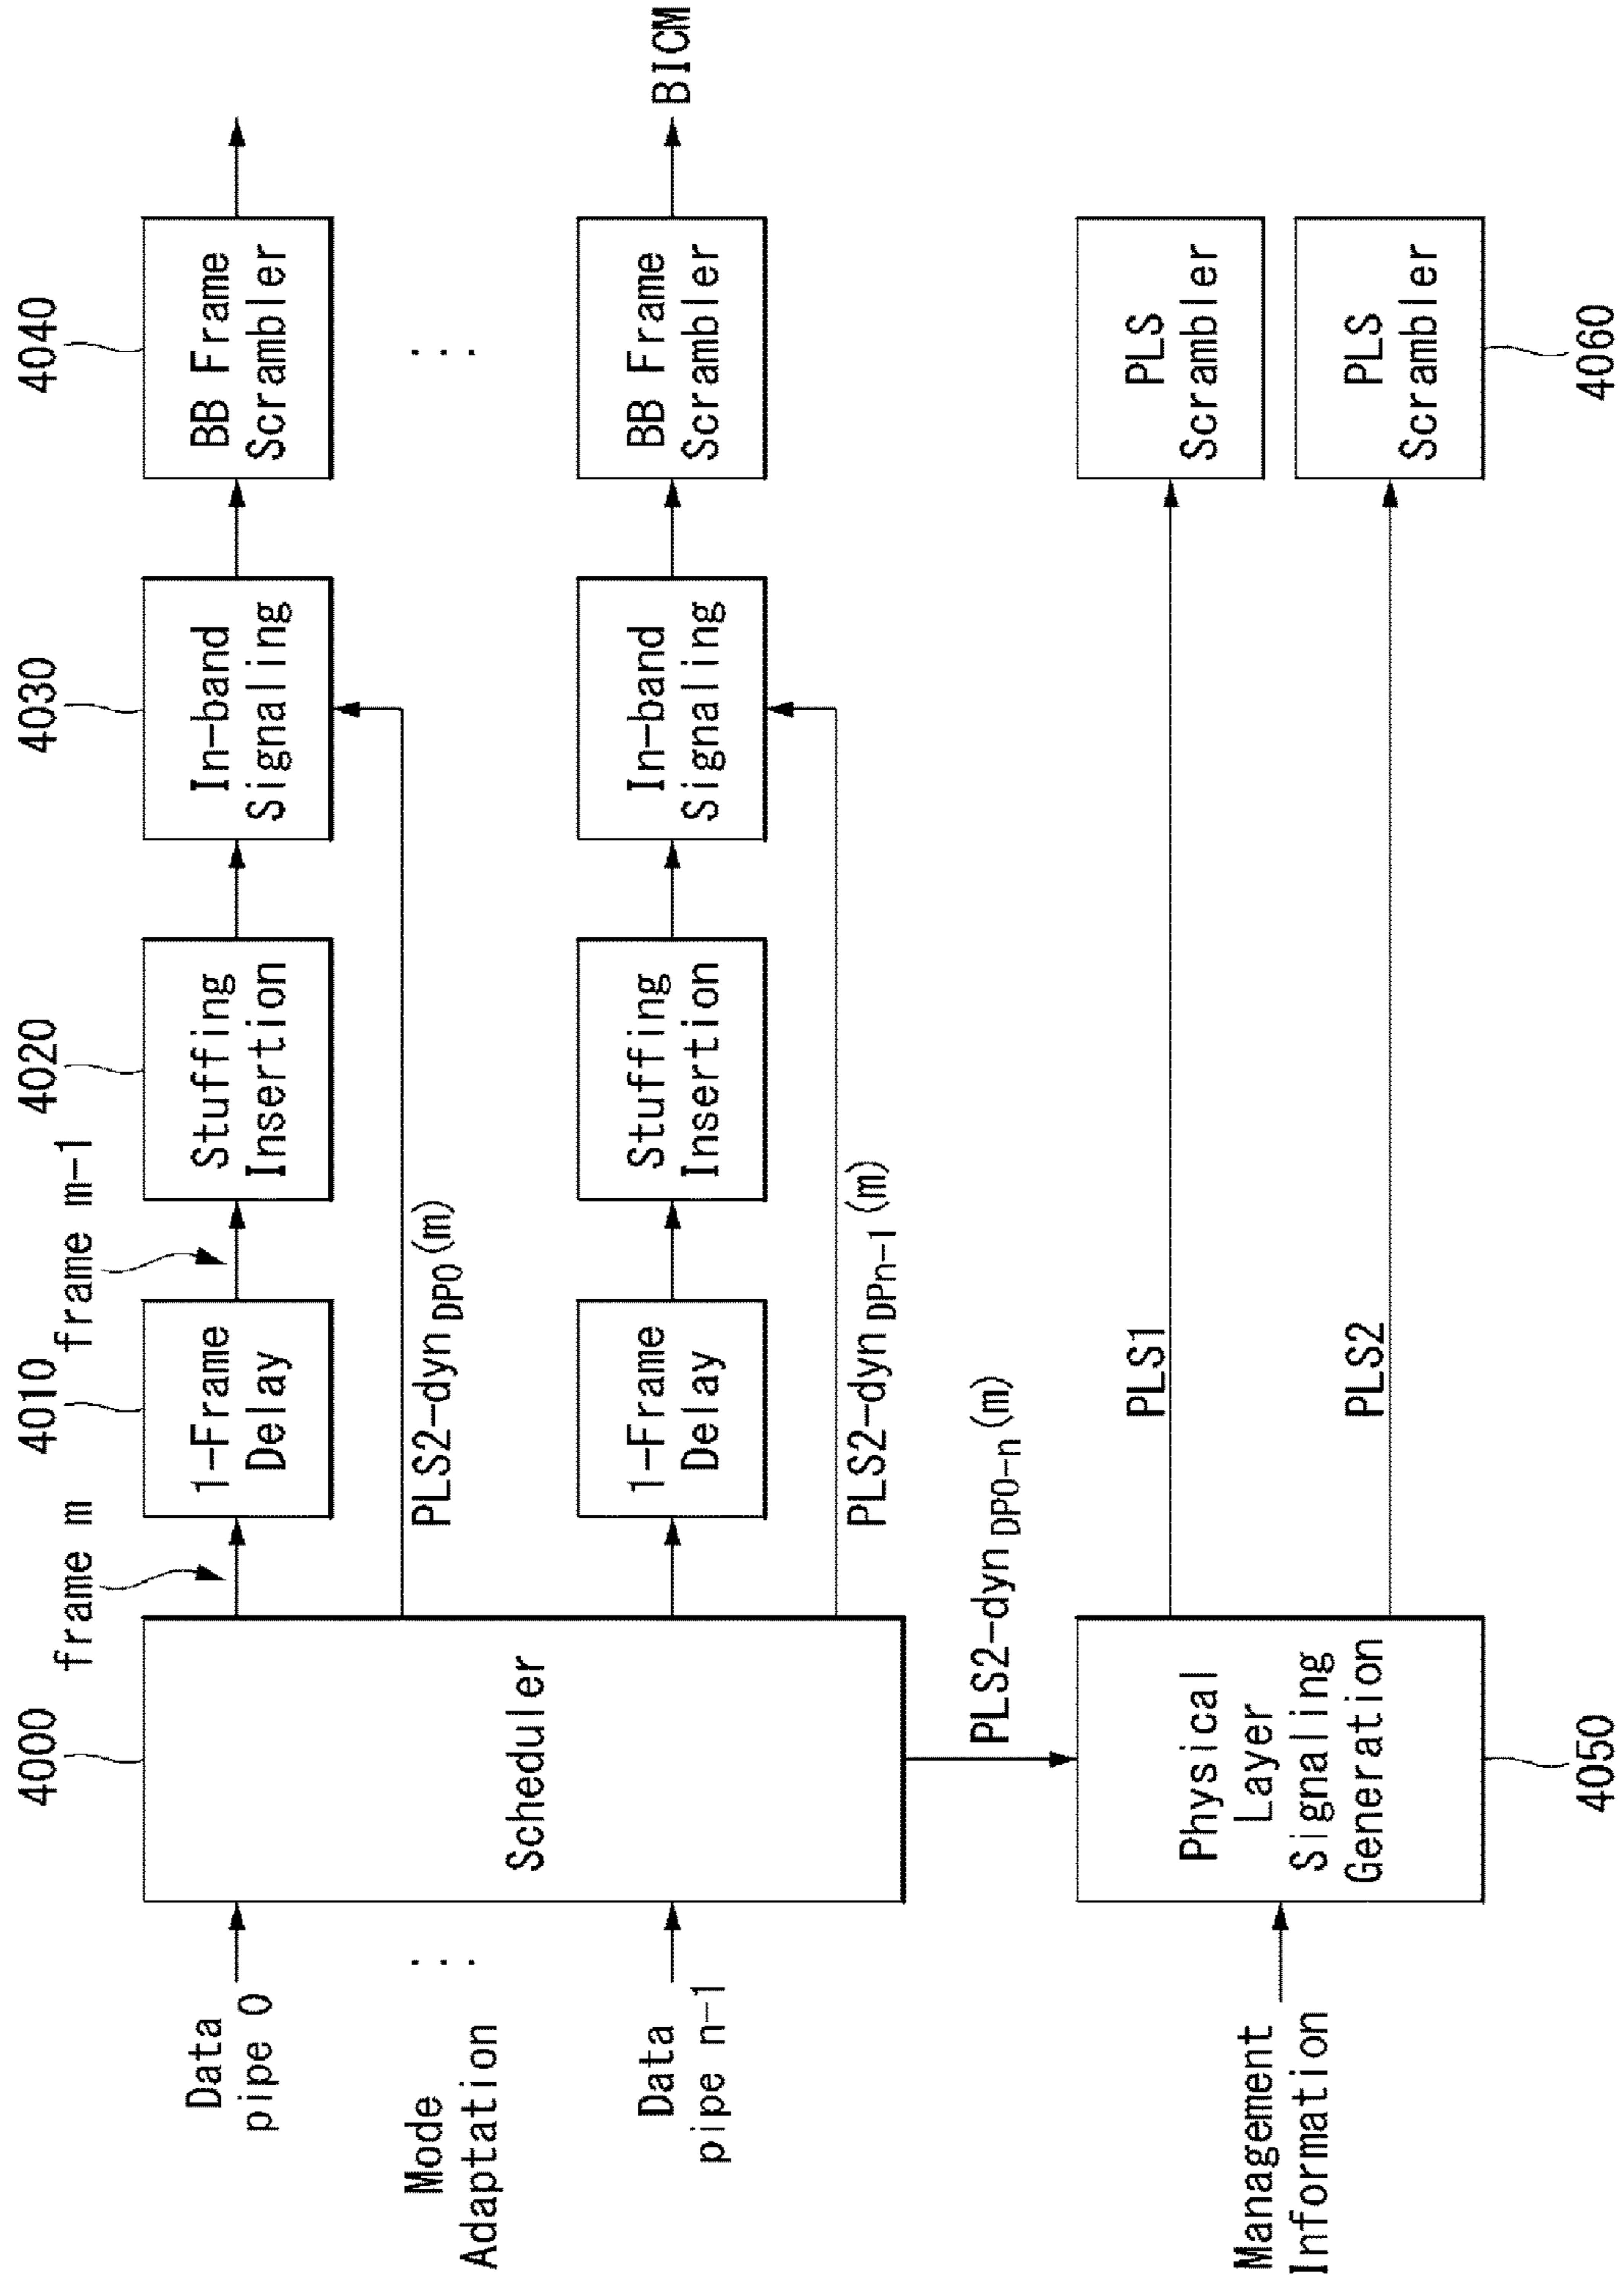 4000
frame m
4010
frame m-1
4020
4030
4040
Data
pipe 0
Scheduler
1-Frame
Delay
Stuffing
Insertion
In-band
Signaling
BB Frame
Scrambler
PLS2-dyn DP0 (m)
Mode
Adaptation
. . .
. . .
Data
pipe n-1
1-Frame
Delay
Stuffing
Insertion
In-band
Signaling
BB Frame
Scrambler
BICM
PLS2-dyn DPn-1 (m)
PLS2-dyn DP0-n (m)
Management
Information
Physical
Layer
Signaling
Generation
PLS1
PLS
Scrambler
PLS2
PLS
Scrambler
4050
4060